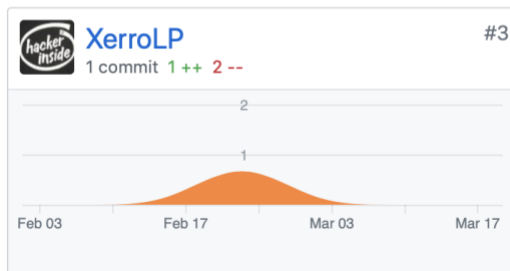 hacker
inside
XerroLP
#3
1 commit 1 ++ 2 --
2
1
Feb 03 Feb 17 Mar 03 Mar 17